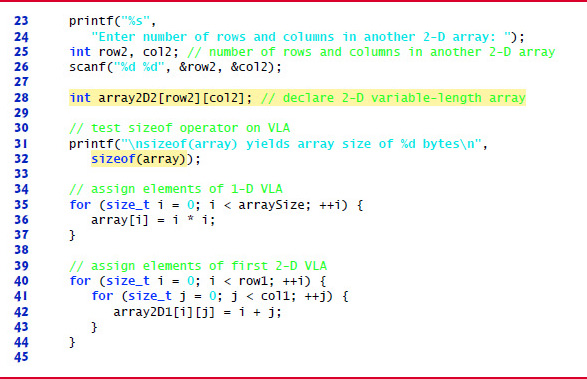 23 printf("%s",
24 "Enter number of rows and columns in another 2-D array: ");
25 int row2, col2; // number of rows and columns in another 2-D array
26 scanf("%d %d", &row2, &col2);
27
28 int array2D2[row2][col2]; // declare 2-D variable-length array
29
30 // test sizeof operator on VLA
31 printf("\nsizeof(array) yields array size of %d bytes\n",
32 sizeof(array));
33
34 // assign elements of 1-D VLA
35 for (size_t i = 0; i < arraySize; ++i) {
36 array[i] = i * i;
37 }
38
39 // assign elements of first 2-D VLA
40 for (size_t i = 0; i < row1; ++i) {
41 for (size_t j = 0; j < col1; ++j) {
42 array2D1[i][j] = i + j;
43 }
44 }
45